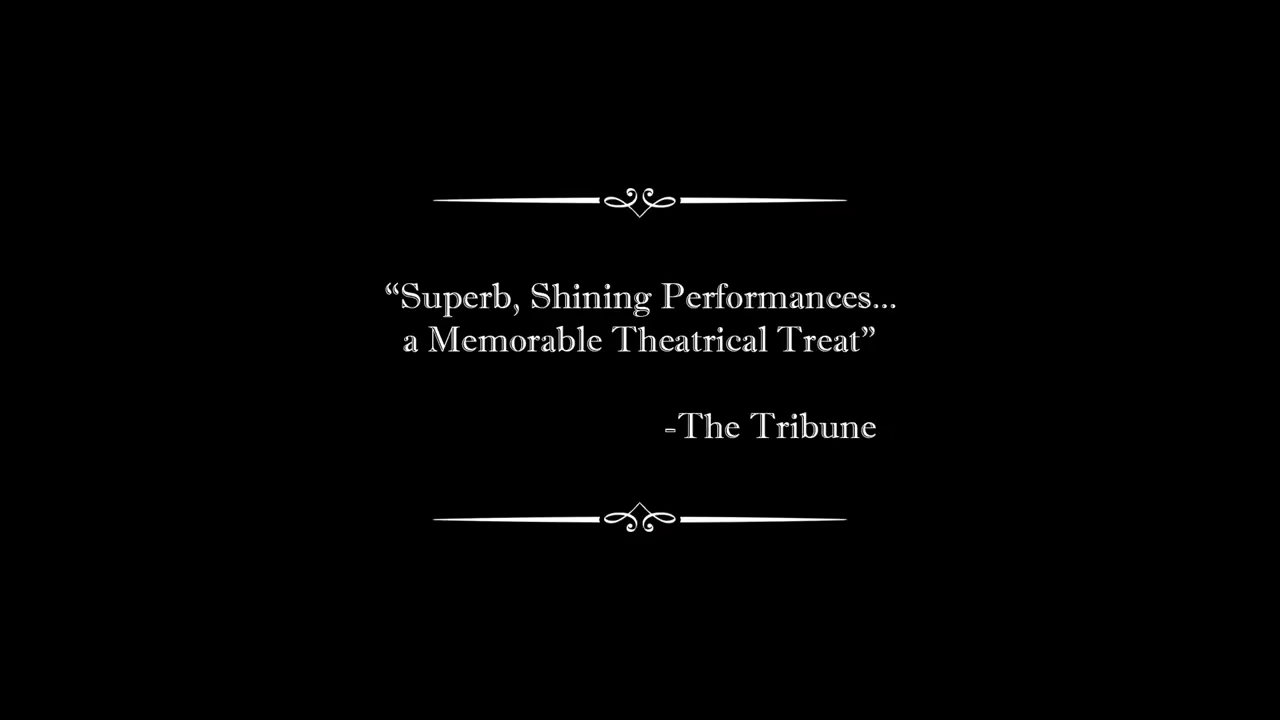 “Superb, Shining Performances...
a Memorable Theatrical Treat”
-The Tribune